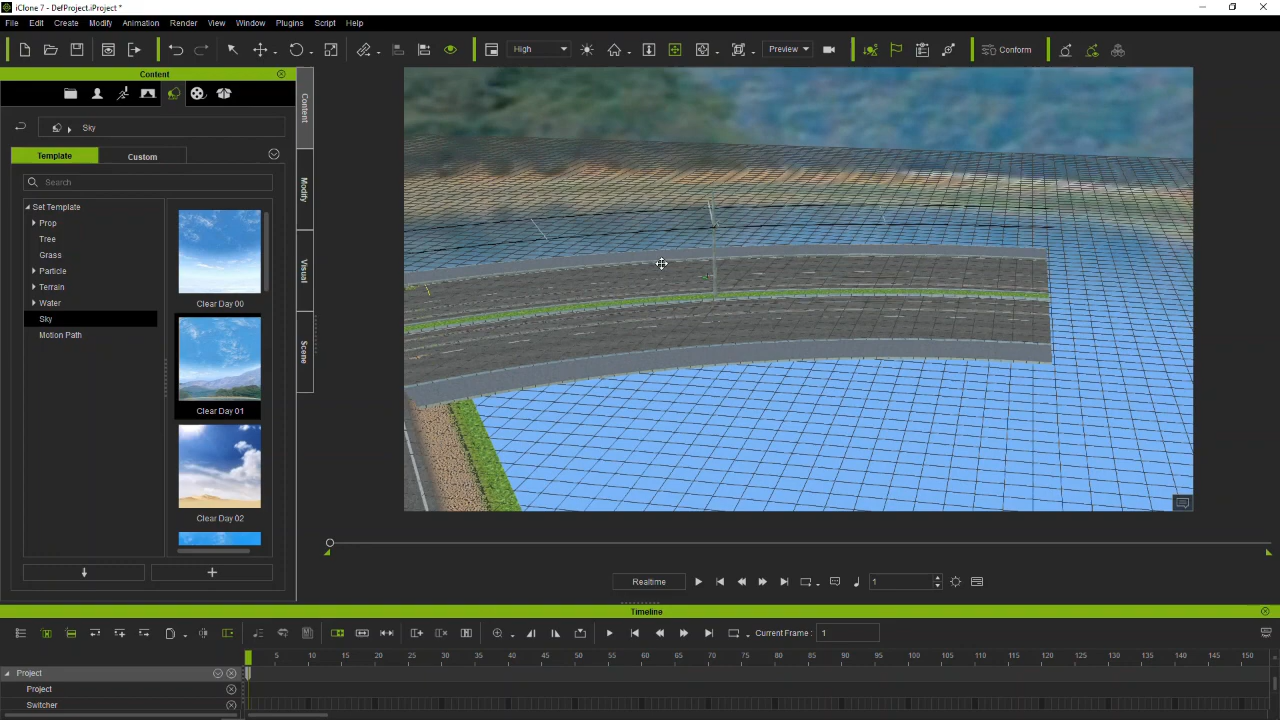 iClone 7 - DefProject.iProject *
File Edit Create Modify Animation Render View Window Plugins Script Help
High
Preview
Conform
Content
Sky
Template
Custom
Search
Set Template
Prop
Tree
Grass
Particle
Terrain
Water
Sky
Motion Path
Clear Day 00
Clear Day 01
Clear Day 02
Content
Modify
Visual
Scene
Realtime
1
Timeline
Current Frame : 1
5 10 15 20 25 30 35 40 45 50 55 60 65 70 75 80 85 90 95 100 105 110 115 120 125 130 135 140 145 150
Project
Project
Switcher